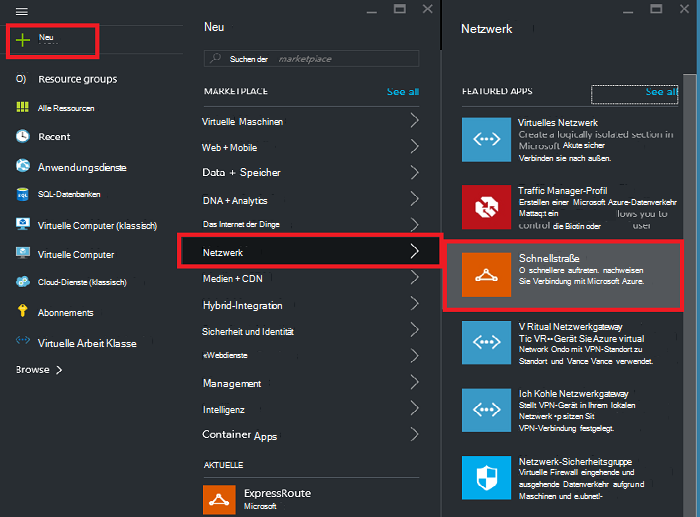 Neu
Resource groups
Alle Ressourcen
Recent
Anwendungsdienste
SQL-Datenbanken
Virtuelle Computer (klassisch)
Virtuelle Computer
Cloud-Dienste (klassisch)
Abonnements
Virtuelle Arbeit Klasse
Browse
Neu
Suchen der marketplace
MARKETPLACE
See all
Virtuelle Maschinen
Web + Mobile
Data + Speicher
DNA + Analytics
Das Internet der Dinge
Netzwerk
Medien + CDN
Hybrid-Integration
Sicherheit und Identität
«Webdienste
Management
Intelligenz
Container Apps
AKTUELLE
ExpressRoute
Microsoft
Netzwerk
FEATURED APPS
See all
Virtuelles Netzwerk
Create a logically isolated section in
Microsoft Akute sicher
Verbinden sie nach außen.
Traffic Manager-Profil
Erstellen einer Microsoft Azure-Datenverkehr
Mattaq:t ein lows you to
control die Biotin oder user
Schnellstraße
O schnellere auftreten. nachweisen
Sie Verbindung mit Microsoft Azure.
V Ritual Netzwerkgateway
Tic VR--Gerät Sie Azure virtual
Network Ondo mit VPN-Standort zu
Standort und Vance Vance verwendet.
Ich Kohle Netzwerkgateway
Stellt VPN-Gerät in Ihrem lokalen
Netzwerk •p sitzen Sit
VPN-Verbindung festgelegt.
Netzwerk-Sicherheitsgruppe
Virtuelle Firewall eingehende und
ausgehende Datenverkehr aufgrund
Maschinen und e.ubnet!-